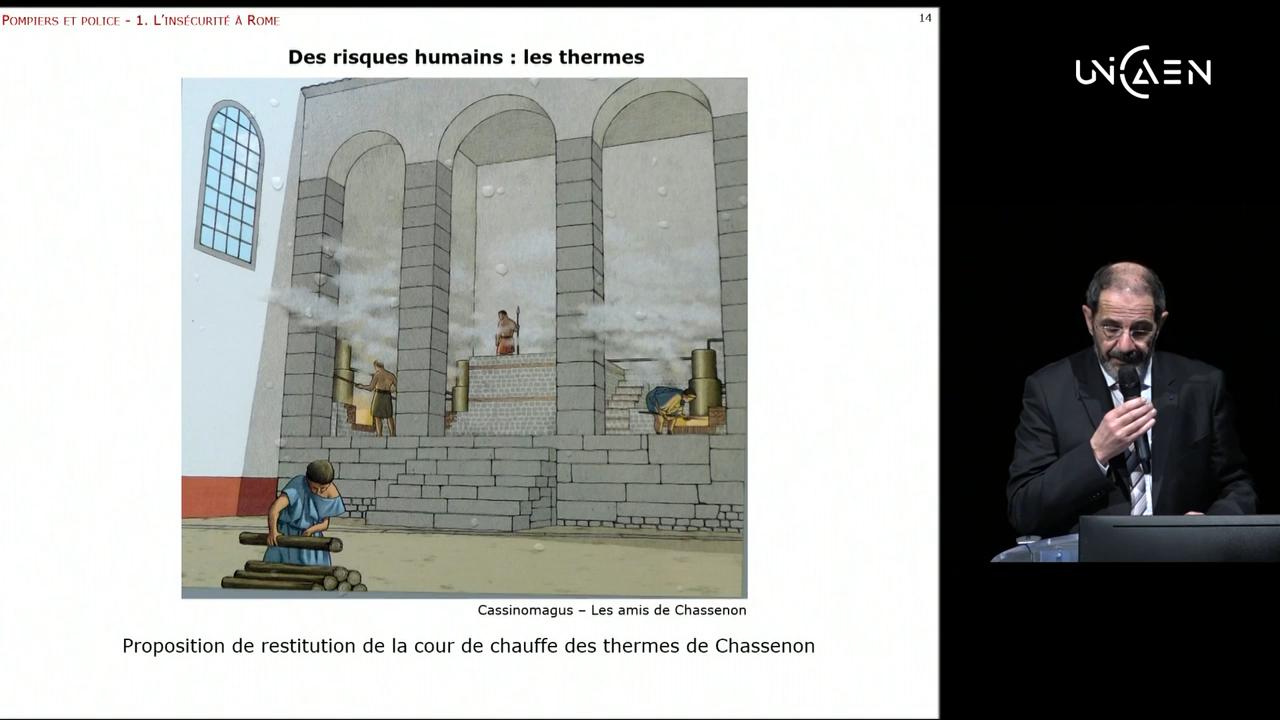 Pompiers et police - 1. L'insécurité à Rome
14
Des risques humains : les thermes
Cassinomagus – Les amis de Chassenon
Proposition de restitution de la cour de chauffe des thermes de Chassenon
UNICAEN